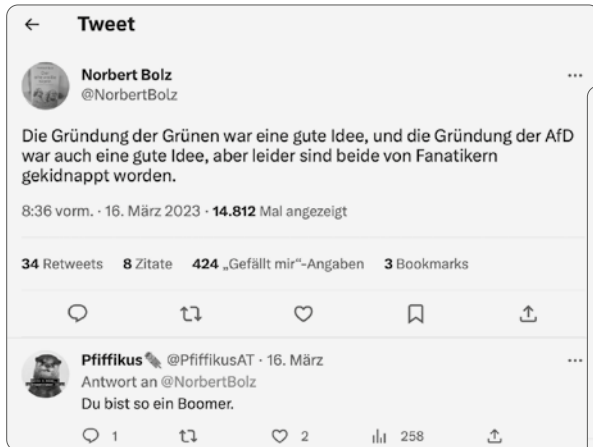 Tweet
Norbert Bolz
@NorbertBolz
Die Gründung der Grünen war eine gute Idee, und die Gründung der AfD
war auch eine gute Idee, aber leider sind beide von Fanatikern
gekidnappt worden.
8:36 vorm. · 16. März 2023 · 14.812 Mal angezeigt
34 Retweets 8 Zitate 424 „Gefällt mir“-Angaben 3 Bookmarks
Pfiffikus @PfiffikusAT · 16. März
Antwort an @NorbertBolz
Du bist so ein Boomer.
1 2 258